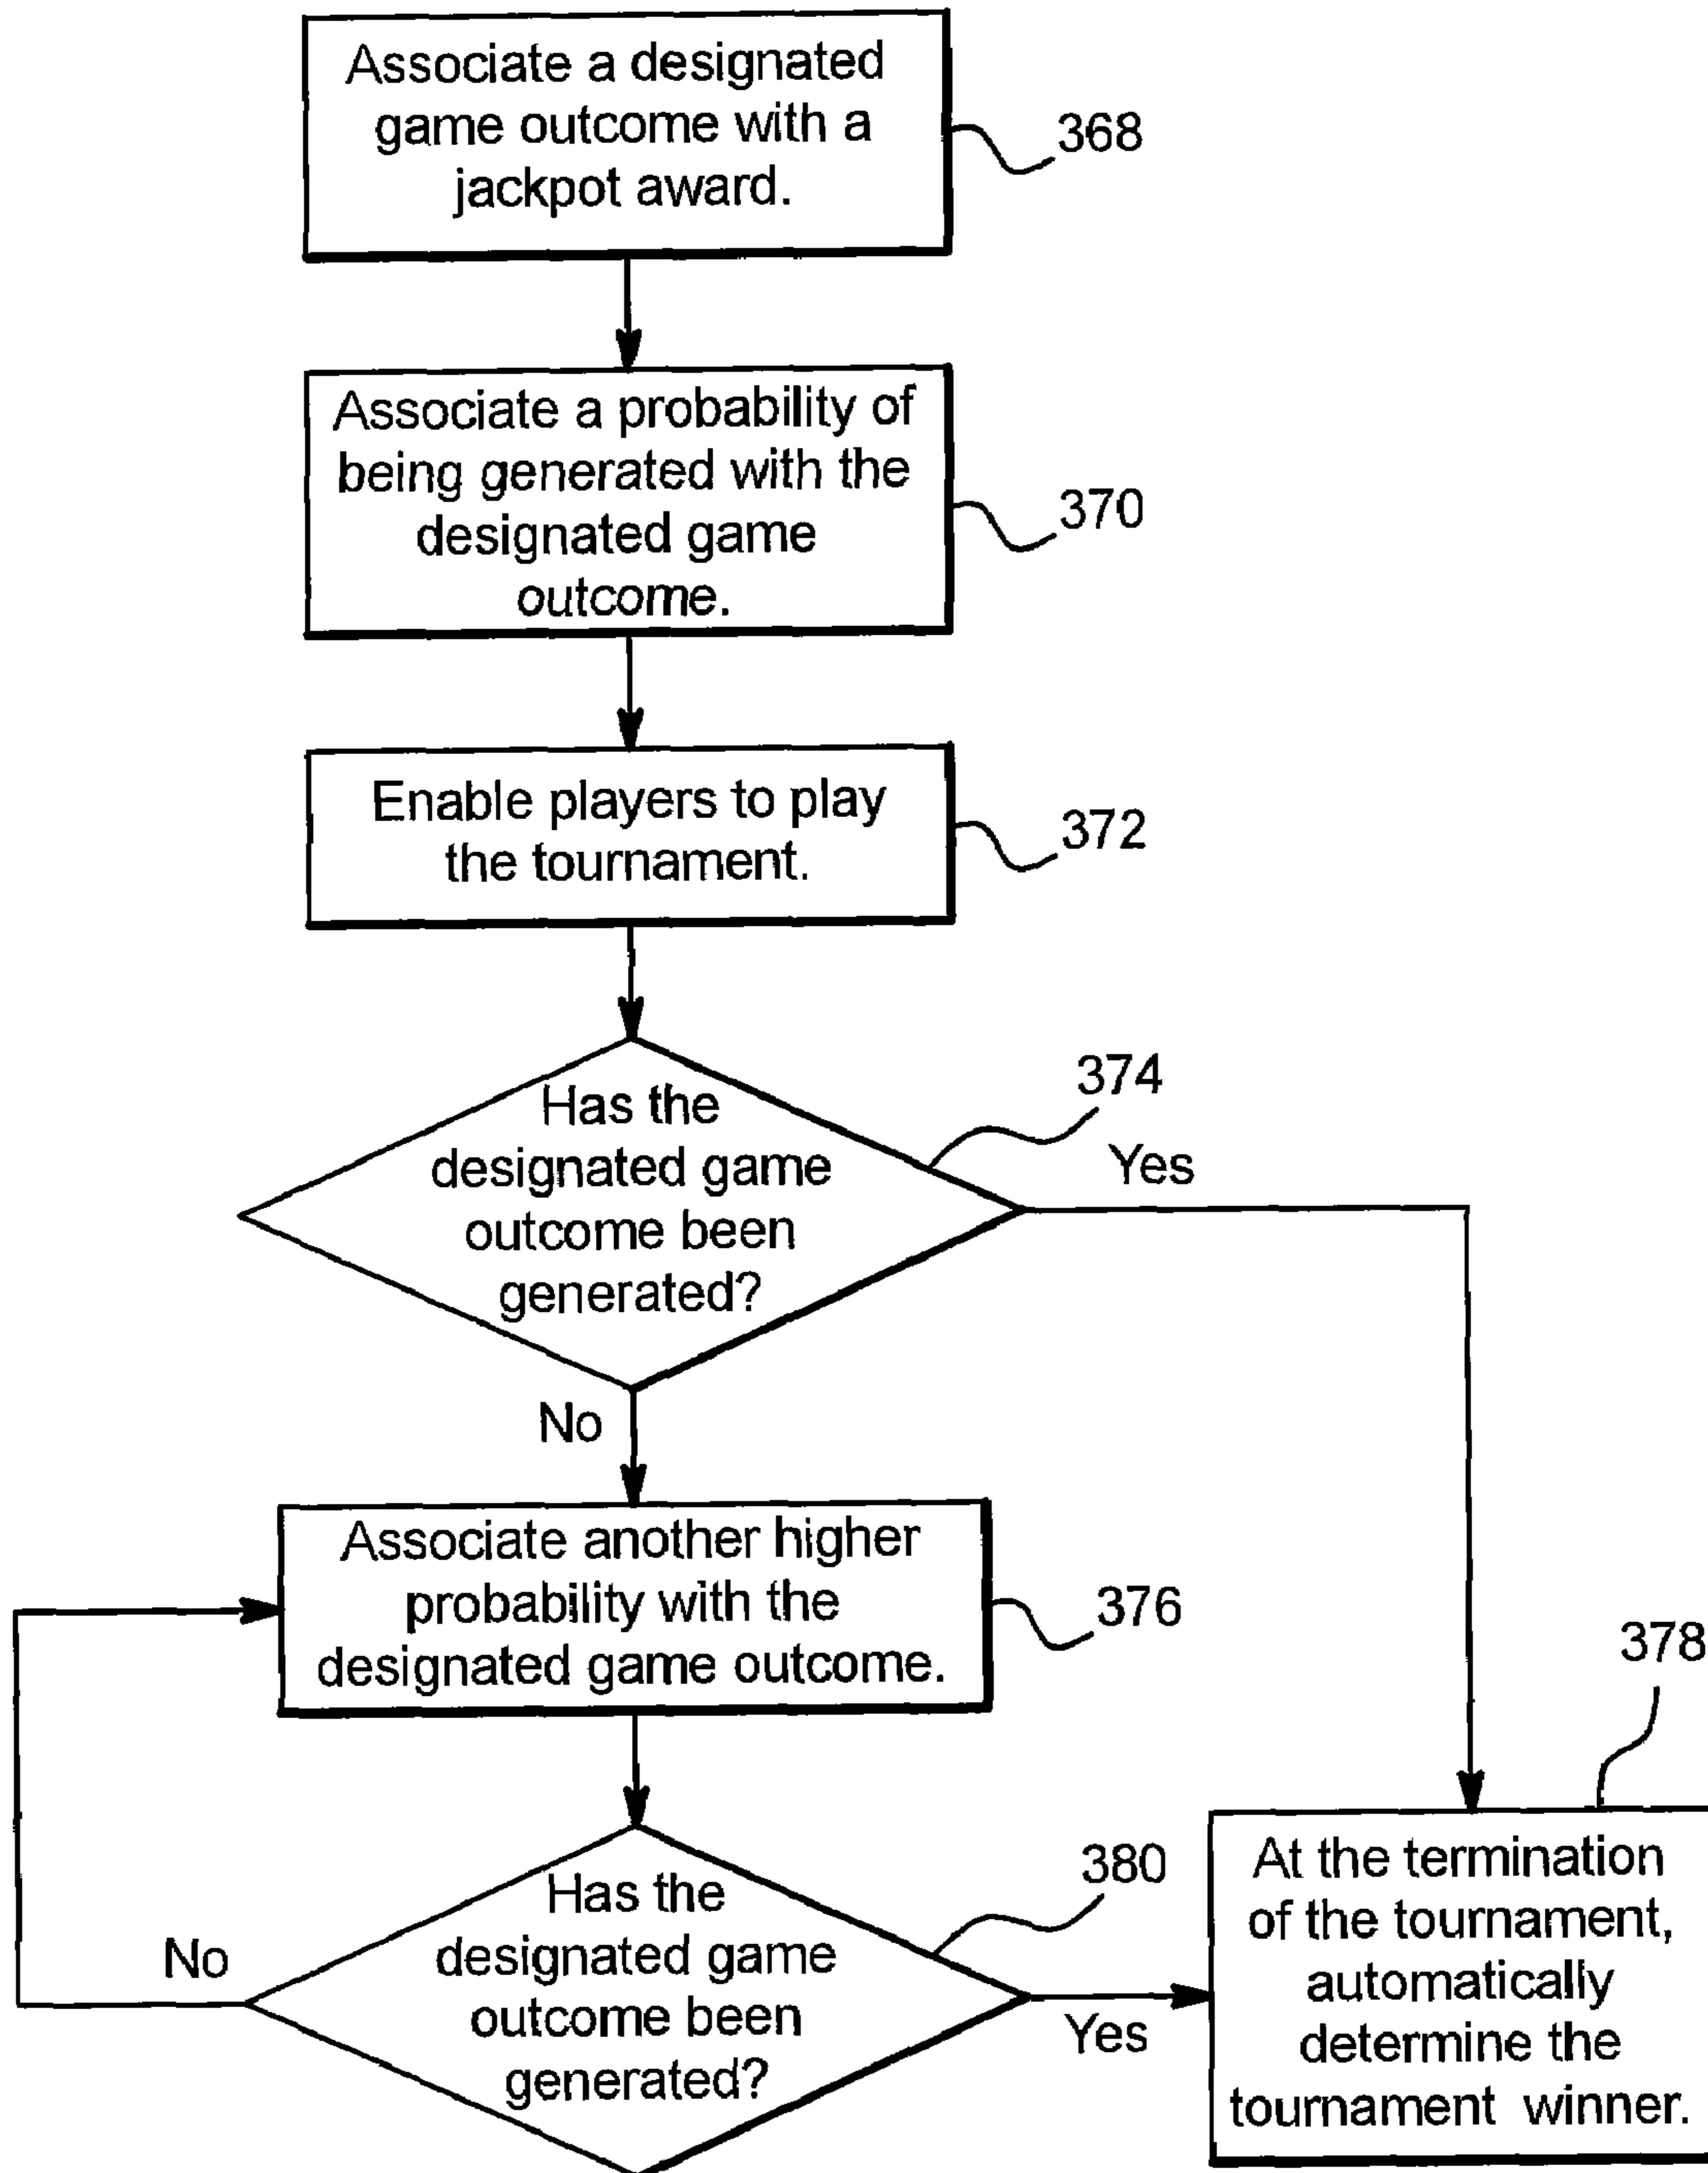 Associate a designated
game outcome with a
jackpot award.
368
Associate a probability of
being generated with the
designated game
outcome.
370
Enable players to play
the tournament.
372
Has the
designated game
outcome been
generated?
374
Yes
No
Associate another higher
probability with the
designated game outcome.
376
378
Has the
designated game
outcome been
generated?
380
No
Yes
At the termination
of the tournament,
automatically
determine the
tournament winner.